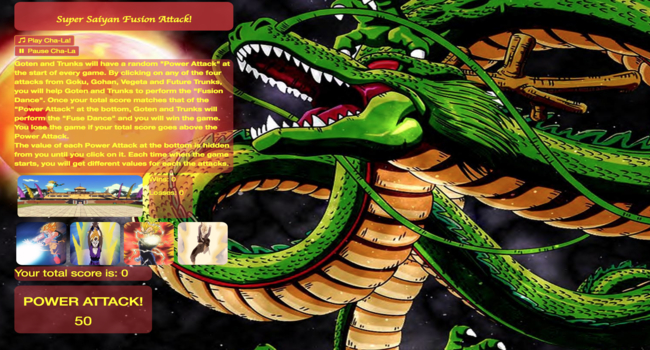 Super Saiyan Fusion Attack!
Play Cha-La!
Pause Cha-La
Goten and Trunks will have a random "Power Attack" at
the start of every game. By clicking on any of the four
attacks from Goku, Gohan, Vegeta and Future Trunks,
you will help Goten and Trunks to perform the "Fusion
Dance". Once your total score matches that of the
"Power Attack" at the bottom, Goten and Trunks will
perform the "Fuse Dance" and you will win the game.
You lose the game if your total score goes above the
Power Attack.
The value of each Power Attack at the bottom is hidden
from you until you click on it. Each time when the game
starts, you will get different values for each the attacks.
Wins: 0
Losses: 0
Your total score is: 0
POWER ATTACK!
50